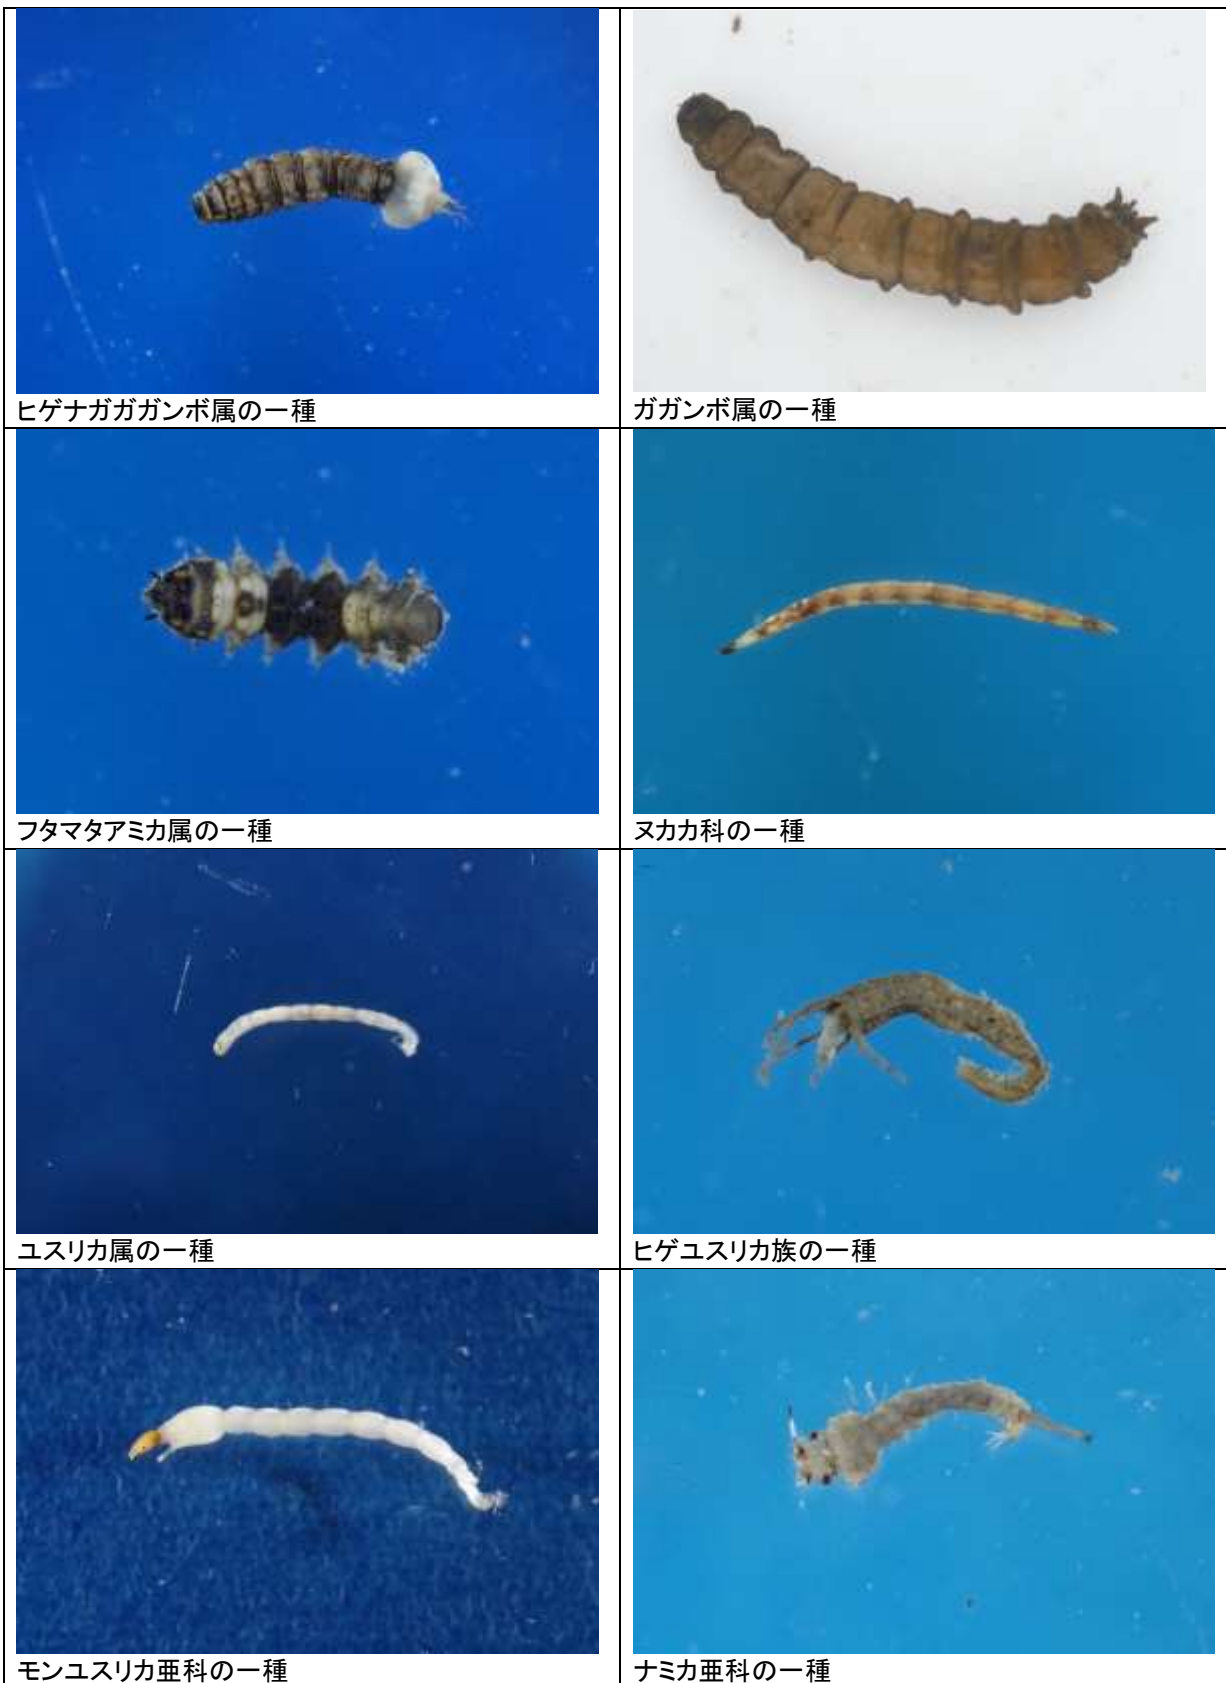 ヒゲナガガガンボ属の一種
ガガンボ属の一種
フタマタアミカ属の一種
ヌカカ科の一種
ユスリカ属の一種
ヒゲユスリカ族の一種
モンユスリカ亜科の一種
ナミカ亜科の一種